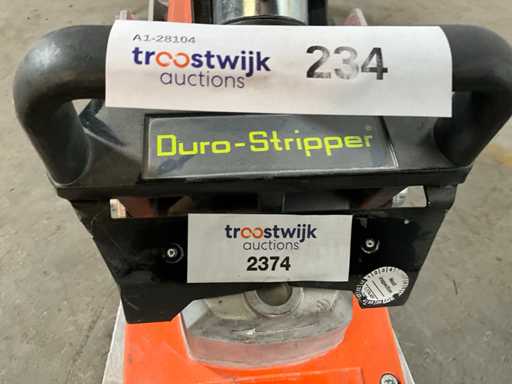 A1-28104
troostwijk
auctions
234
Duro-Stripper
troostwijk
auctions
2374